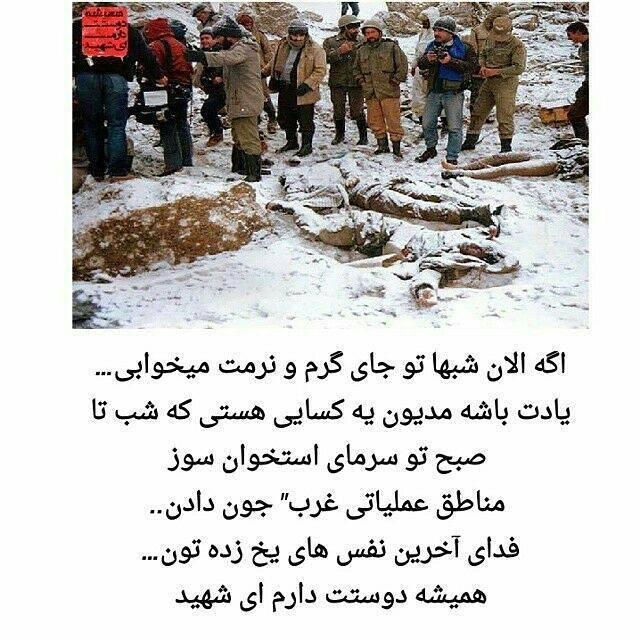 همیشه
دوستت
دارم
ای شهید
اگه الان شبها تو جای گرم و نرمت میخوابی...
یادت باشه مدیون یه کسایی هستی که شب تا
صبح تو سرمای استخوان سوز
مناطق عملیاتی غرب" جون دادن..
فدای آخرین نفس های یخ زده تون...
همیشه دوستت دارم ای شهید